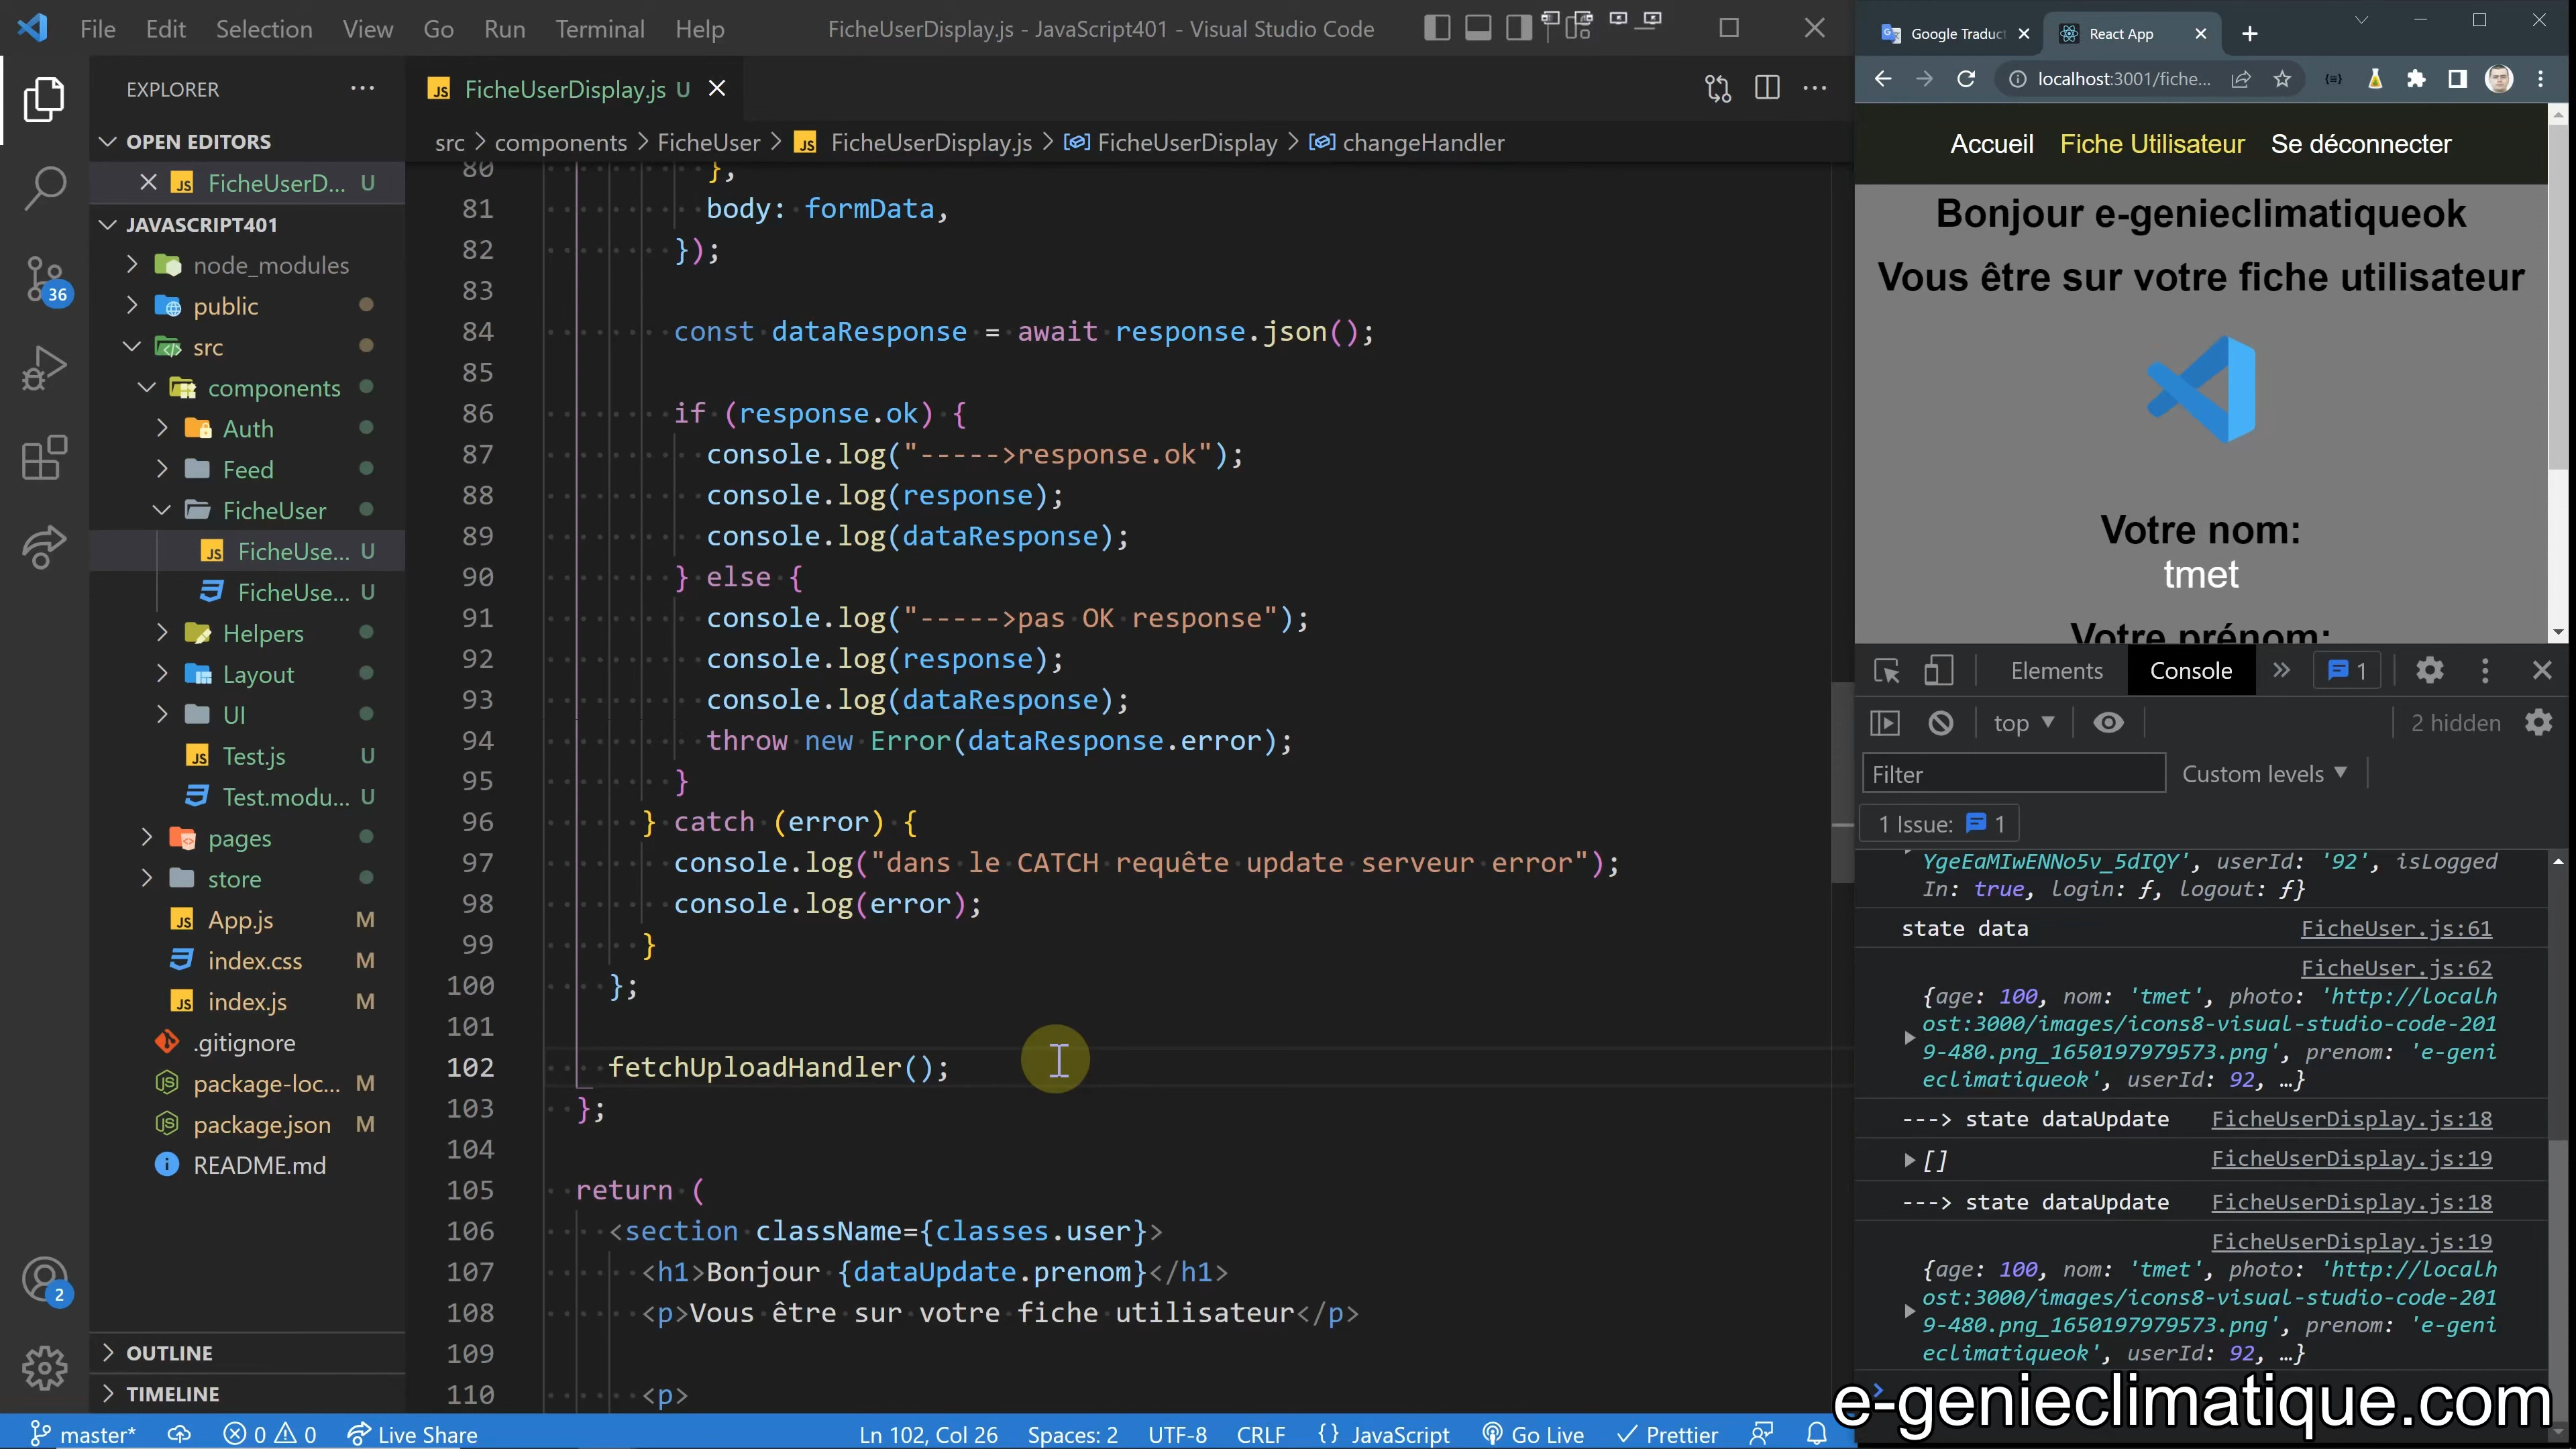 File Edit Selection View Go Run Terminal Help
FicheUserDisplay.js - JavaScript401 - Visual Studio Code
EXPLORER
OPEN EDITORS
FicheUserD... U
JAVASCRIPT401
node_modules
public
src
components
Auth
Feed
FicheUser
FicheUse... U
FicheUse... U
Helpers
Layout
UI
Test.js U
Test.modu... U
pages
store
App.js M
index.css M
index.js M
.gitignore
package-loc... M
package.json M
README.md
OUTLINE
TIMELINE
36
2
FicheUserDisplay.js U
src > components > FicheUser > FicheUserDisplay.js > FicheUserDisplay > changeHandler
80 },
81 body: formData,
82 });
83
84 const dataResponse = await response.json();
85
86 if (response.ok) {
87 console.log("----->response.ok");
88 console.log(response);
89 console.log(dataResponse);
90 } else {
91 console.log("----->pas OK response");
92 console.log(response);
93 console.log(dataResponse);
94 throw new Error(dataResponse.error);
95 }
96 } catch (error) {
97 console.log("dans le CATCH requête update serveur error");
98 console.log(error);
99 }
100 };
101
102 fetchUploadHandler();
103 };
104
105 return (
106 <section className={classes.user}>
107 <h1>Bonjour {dataUpdate.prenom}</h1>
108 <p>Vous être sur votre fiche utilisateur</p>
109
110 <p>
master* 0 0 Live Share Ln 102, Col 26 Spaces: 2 UTF-8 CRLF {} JavaScript Go Live Prettier
Google Traduct React App
localhost:3001/fiche...
Accueil Fiche Utilisateur Se déconnecter
Bonjour e-genieclimatiqueok
Vous être sur votre fiche utilisateur
Votre nom:
tmet
Votre prénom:
Elements Console 1
top 2 hidden
Filter Custom levels
1 Issue: 1
YgeEaMIwENNo5v_5dIQY', userId: '92', isLogged
In: true, login: ƒ, logout: ƒ}
state data FicheUser.js:61
FicheUser.js:62
{age: 100, nom: 'tmet', photo: 'http://localh
ost:3000/images/icons8-visual-studio-code-201
9-480.png_1650197979573.png', prenom: 'e-geni
eclimatiqueok', userId: 92, …}
---> state dataUpdate FicheUserDisplay.js:18
[] FicheUserDisplay.js:19
---> state dataUpdate FicheUserDisplay.js:18
FicheUserDisplay.js:19
{age: 100, nom: 'tmet', photo: 'http://localh
ost:3000/images/icons8-visual-studio-code-201
9-480.png_1650197979573.png', prenom: 'e-geni
eclimatiqueok', userId: 92, …}
e-genieclimatique.com